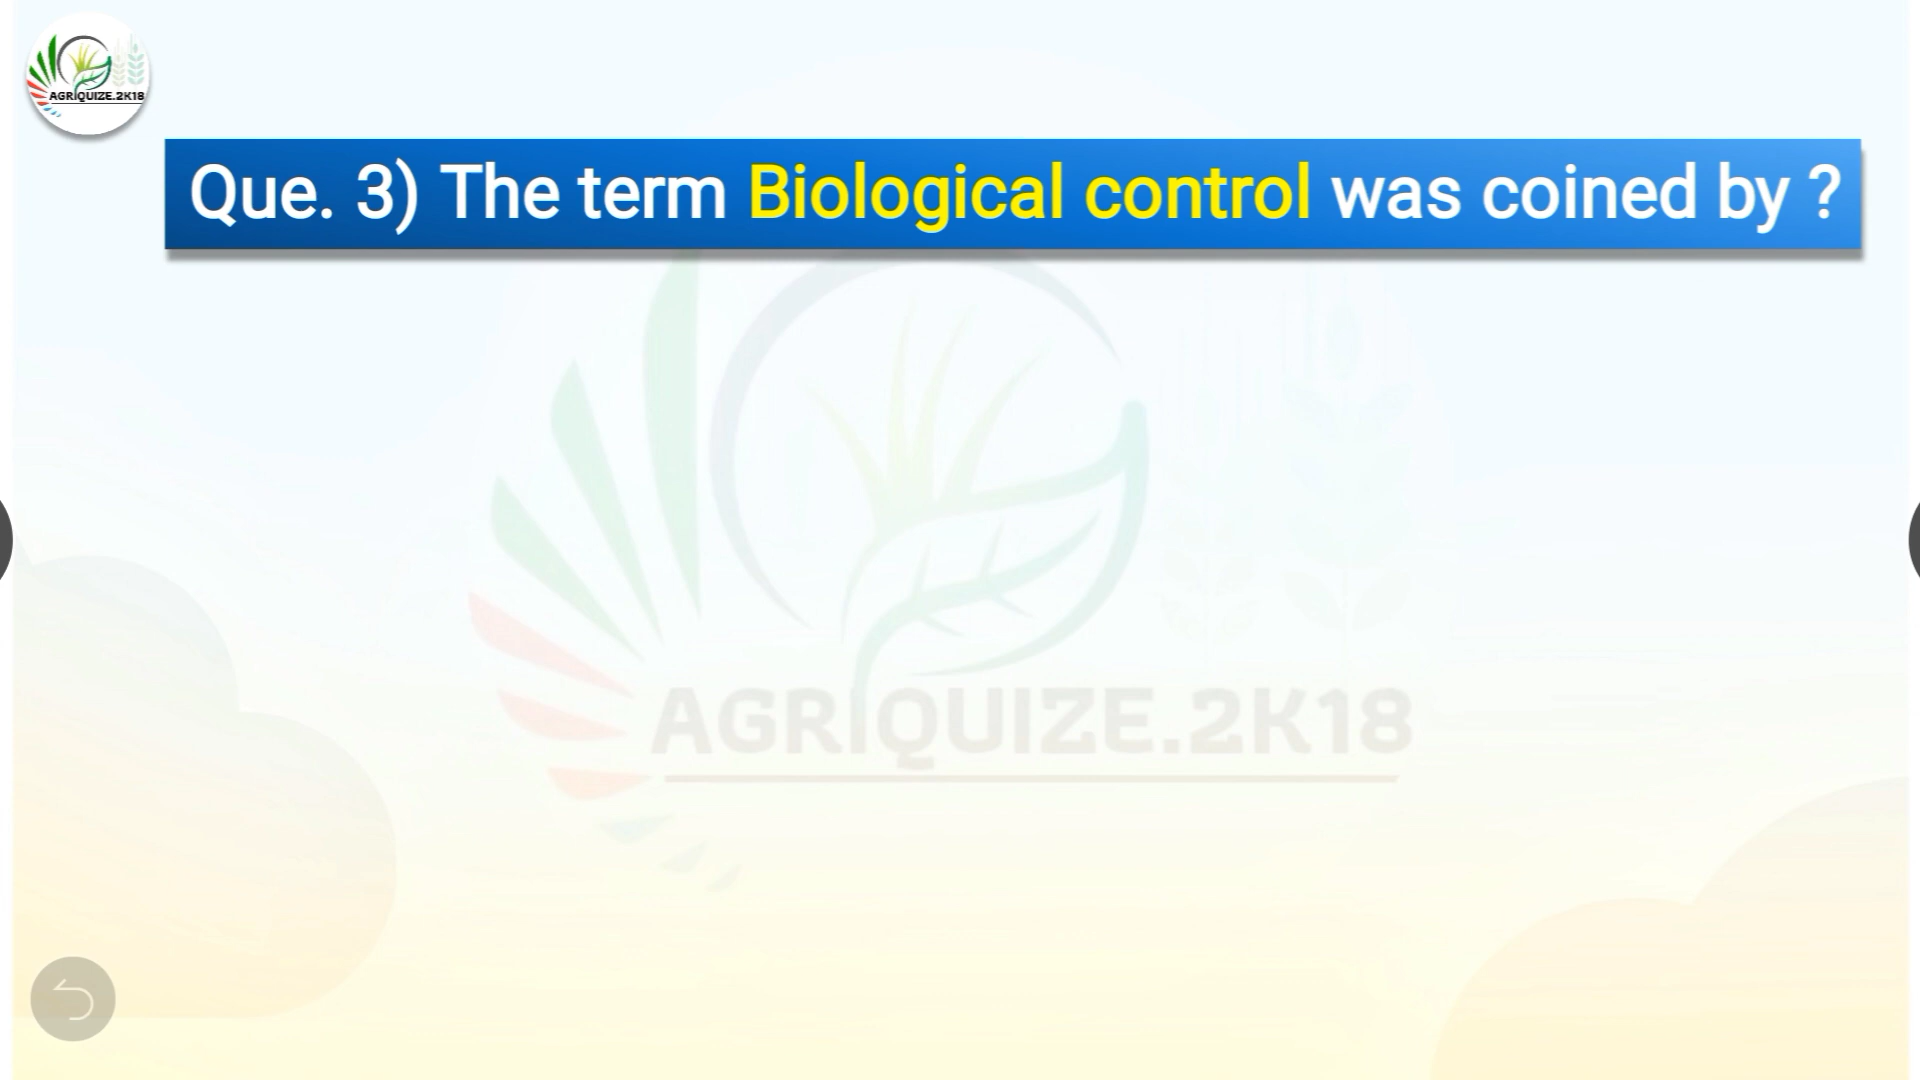 AGRIQUIZE.2K18
Que. 3) The term Biological control was coined by ?
AGRIQUIZE.2K18